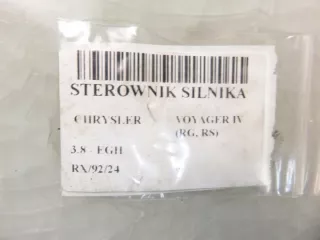 STEROWNIK SILNIKA
CHRYSLER VOYAGER IV
(RG, RS)
3.8 - EGH
RX/92/24